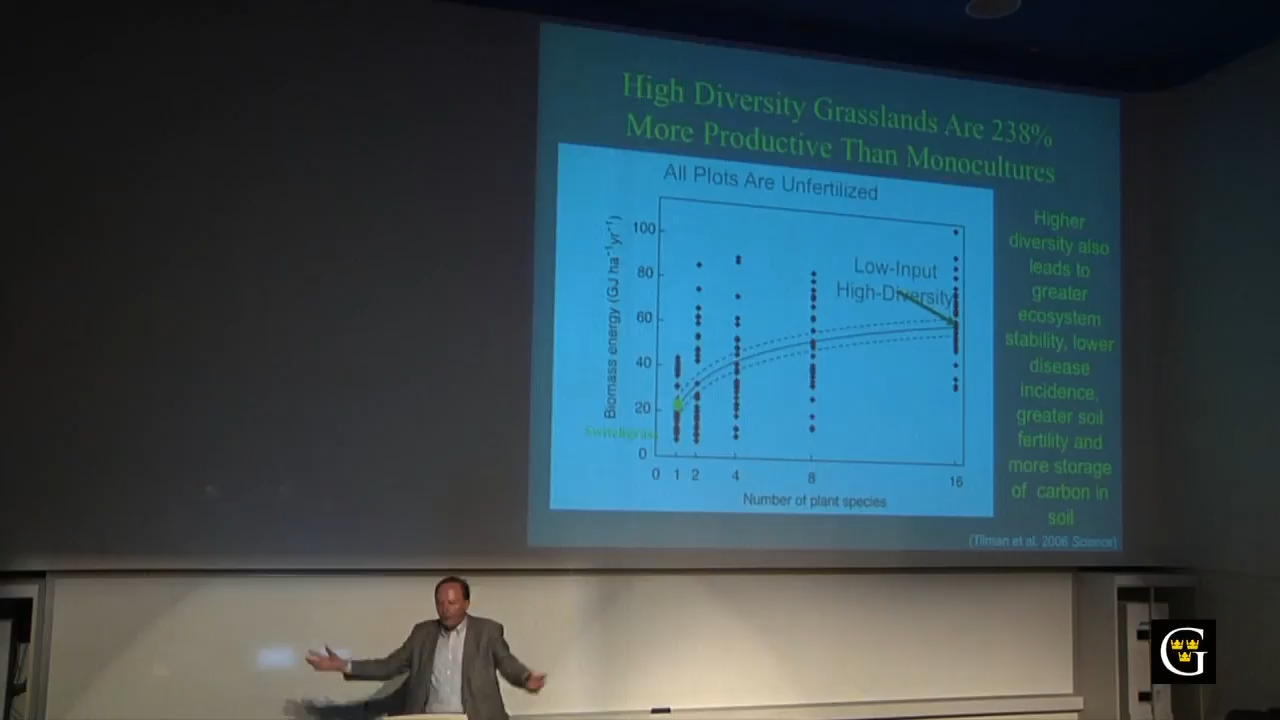 High Diversity Grasslands Are 238%
More Productive Than Monocultures
All Plots Are Unfertilized
Biomass energy (GJ ha⁻¹yr⁻¹)
100
80
60
40
20
0
Low-Input
High-Diversity
Switchgrass
0 1 2 4 8 16
Number of plant species
Higher
diversity also
leads to
greater
ecosystem
stability, lower
disease
incidence,
greater soil
fertility and
more storage
of carbon in
soil
(Tilman et al. 2006 Science)
G